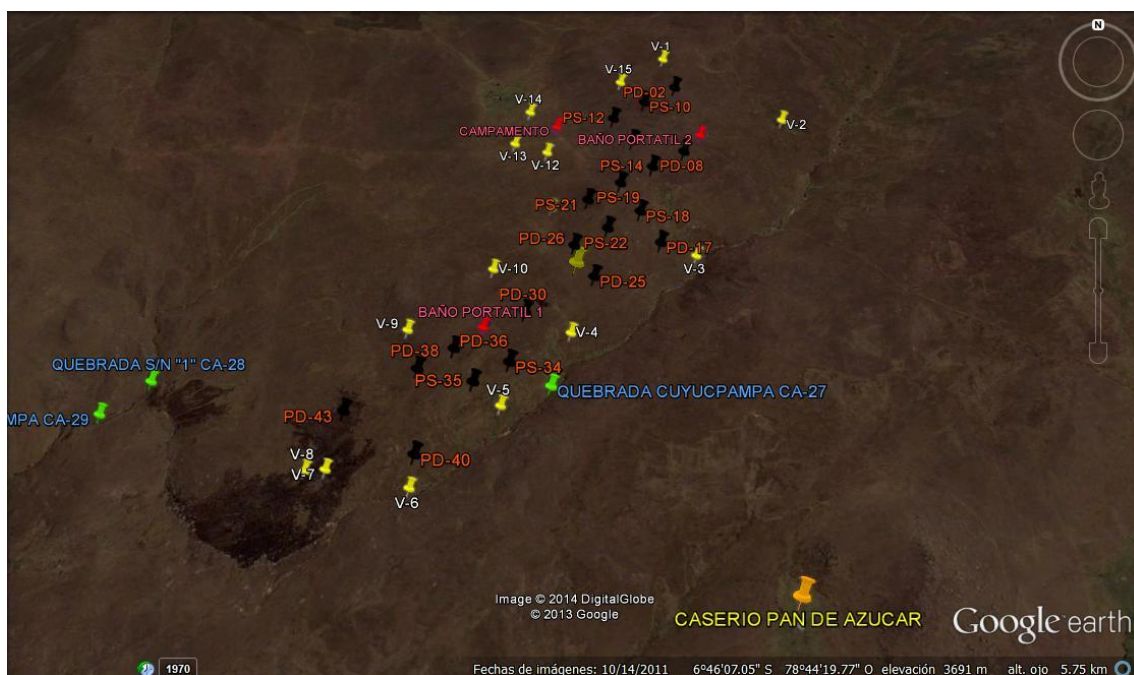 N
V-1
V-15
PD-02
PS-10
V-14
PS-12
V-2
CAMPAMENTO
BAÑO PORTATIL 2
V-13
V-12
PS-14
PD-08
PS-21
PS-19
PS-18
PD-26
PS-22
PD-17
V-10
V-3
PD-25
PD-30
BAÑO PORTATIL 1
V-9
V-4
PD-36
PD-38
PS-34
QUEBRADA S/N "1" CA-28
PS-35
V-5
QUEBRADA CUYUCPAMPA CA-27
MPA CA-29
PD-43
V-8
PD-40
V-7
V-6
Image © 2014 DigitalGlobe
© 2013 Google
CASERIO PAN DE AZUCAR
Google earth
1970
Fechas de imágenes: 10/14/2011 6°46'07.05" S 78°44'19.77" O elevación 3691 m alt. ojo 5.75 km